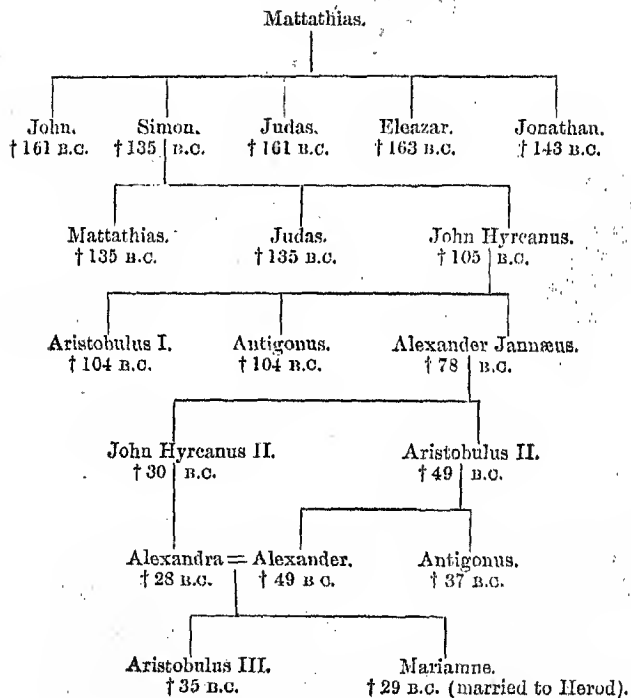 Mattathias.
John. Simon. Judas. Eleazar. Jonathan.
† 161 B.C. † 135 B.C. † 161 B.C. † 163 B.C. † 143 B.C.
Mattathias. Judas. John Hyrcanus.
† 135 B.C. † 135 B.C. † 105 B.C.
Aristobulus I. Antigonus. Alexander Jannæus.
† 104 B.C. † 104 B.C. † 78 B.C.
John Hyrcanus II. Aristobulus II.
† 30 B.C. † 49 B.C.
Alexandra = Alexander. Antigonus.
† 28 B.C. † 49 B C. † 37 B.C.
Aristobulus III. Mariamne.
† 35 B.C. † 29 B.C. (married to Herod).